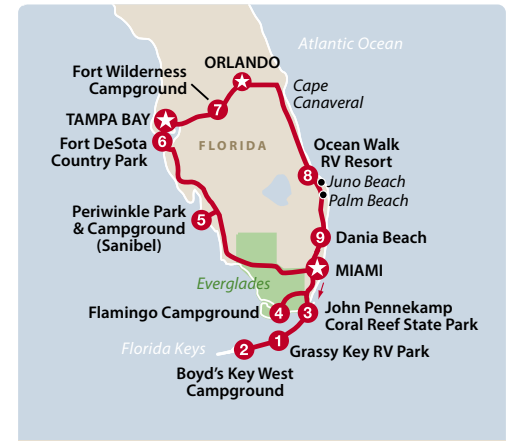 Atlantic Ocean
ORLANDO
Fort Wilderness
Campground
Cape
Canaveral
7
TAMPA BAY
6
Fort DeSota
Country Park
FLORIDA
Ocean Walk
RV Resort
8
Juno Beach
Palm Beach
Periwinkle Park
& Campground
(Sanibel)
5
9
Dania Beach
MIAMI
Everglades
Flamingo Campground
4
3
John Pennekamp
Coral Reef State Park
Florida Keys
2
1
Grassy Key RV Park
Boyd's Key West
Campground